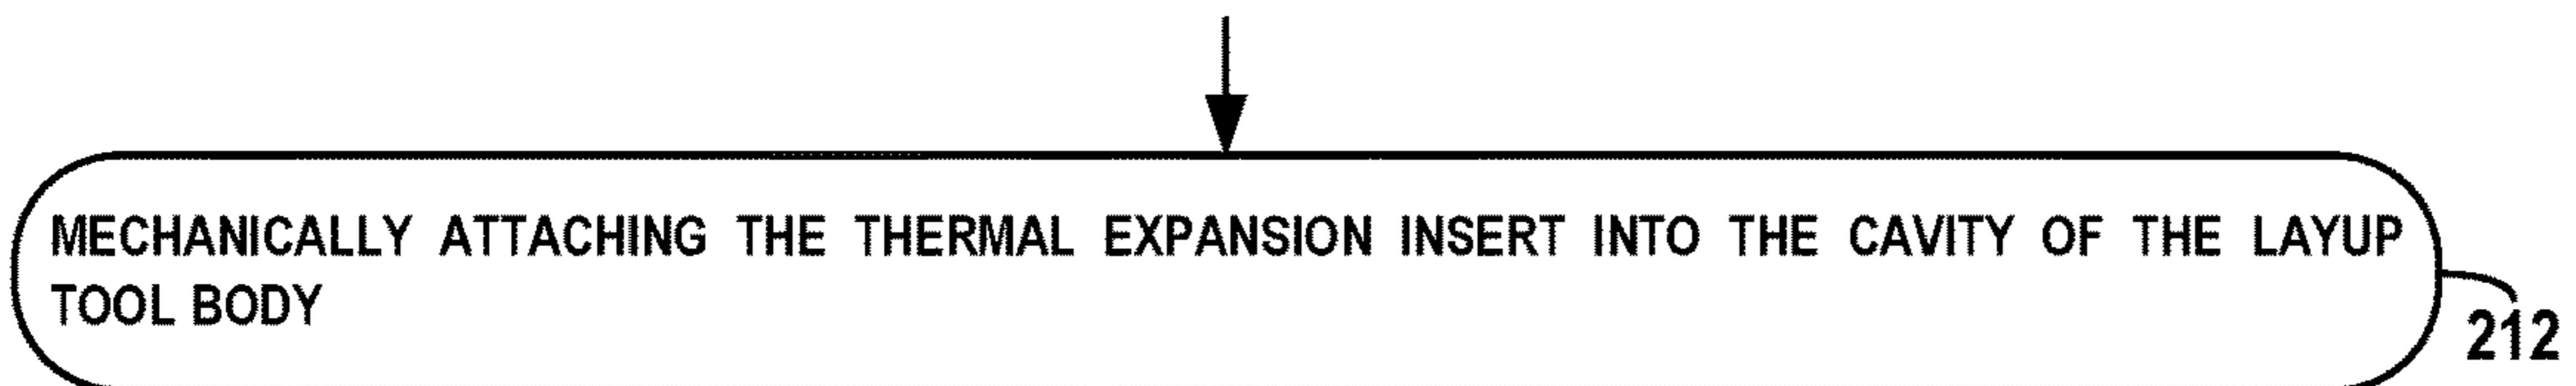 MECHANICALLY ATTACHING THE THERMAL EXPANSION INSERT INTO THE CAVITY OF THE LAYUP
TOOL BODY
212